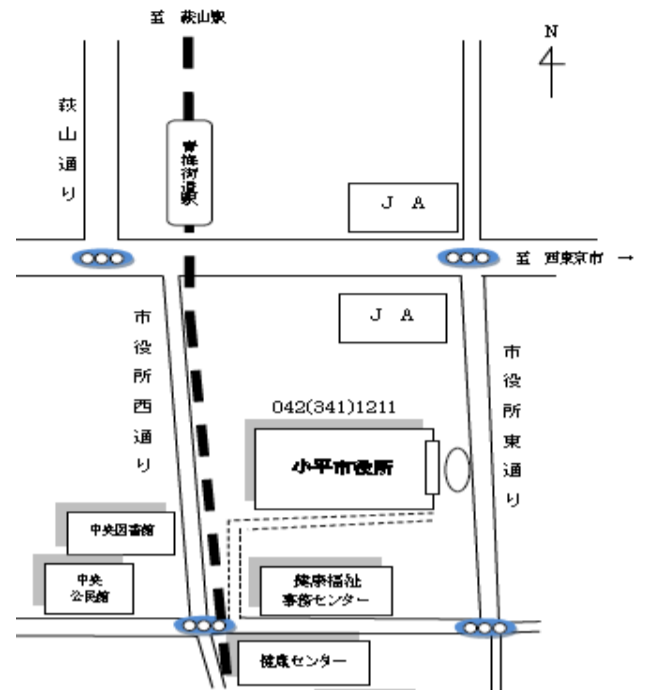 至 萩山駅
N
萩山通り
青梅街道駅
J A
至 西東京市 →
J A
市役所西通り
市役所東通り
042(341)1211
小平市役所
中央図書館
中央
公民館
健康福祉
事務センター
健康センター